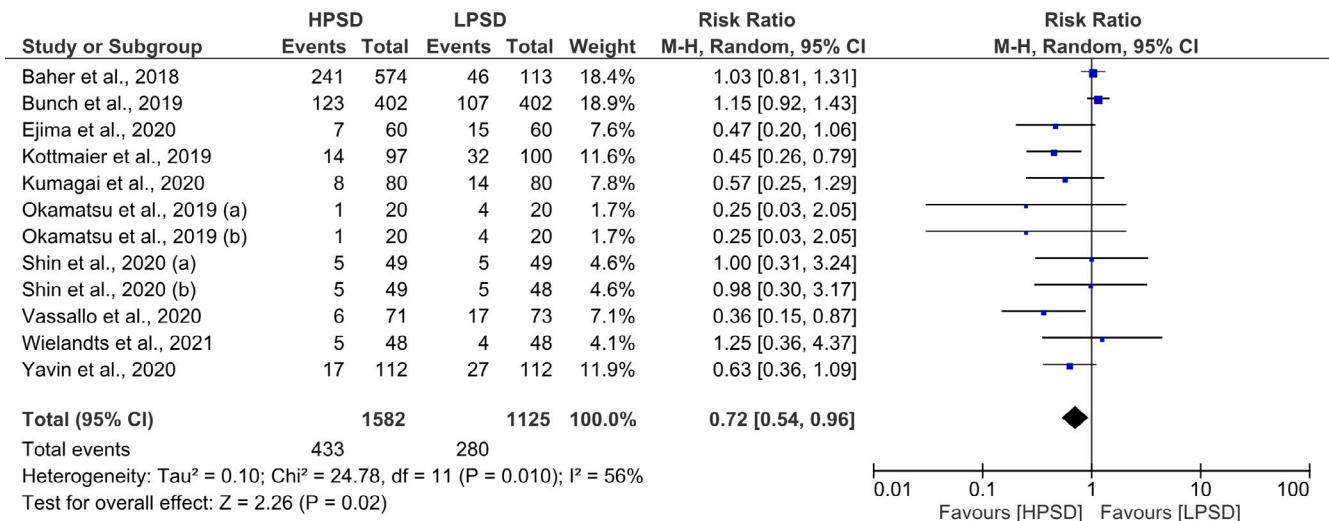 HPSD LPSD Risk Ratio Risk Ratio
Study or Subgroup Events Total Events Total Weight M-H, Random, 95% CI M-H, Random, 95% CI
Baher et al., 2018 241 574 46 113 18.4% 1.03 [0.81, 1.31]
Bunch et al., 2019 123 402 107 402 18.9% 1.15 [0.92, 1.43]
Ejima et al., 2020 7 60 15 60 7.6% 0.47 [0.20, 1.06]
Kottmaier et al., 2019 14 97 32 100 11.6% 0.45 [0.26, 0.79]
Kumagai et al., 2020 8 80 14 80 7.8% 0.57 [0.25, 1.29]
Okamatsu et al., 2019 (a) 1 20 4 20 1.7% 0.25 [0.03, 2.05]
Okamatsu et al., 2019 (b) 1 20 4 20 1.7% 0.25 [0.03, 2.05]
Shin et al., 2020 (a) 5 49 5 49 4.6% 1.00 [0.31, 3.24]
Shin et al., 2020 (b) 5 49 5 48 4.6% 0.98 [0.30, 3.17]
Vassallo et al., 2020 6 71 17 73 7.1% 0.36 [0.15, 0.87]
Wielandts et al., 2021 5 48 4 48 4.1% 1.25 [0.36, 4.37]
Yavin et al., 2020 17 112 27 112 11.9% 0.63 [0.36, 1.09]
Total (95% CI) 1582 1125 100.0% 0.72 [0.54, 0.96]
Total events 433 280
Heterogeneity: Tau² = 0.10; Chi² = 24.78, df = 11 (P = 0.010); I² = 56%
Test for overall effect: Z = 2.26 (P = 0.02)
0.01 0.1 1 10 100
Favours [HPSD] Favours [LPSD]